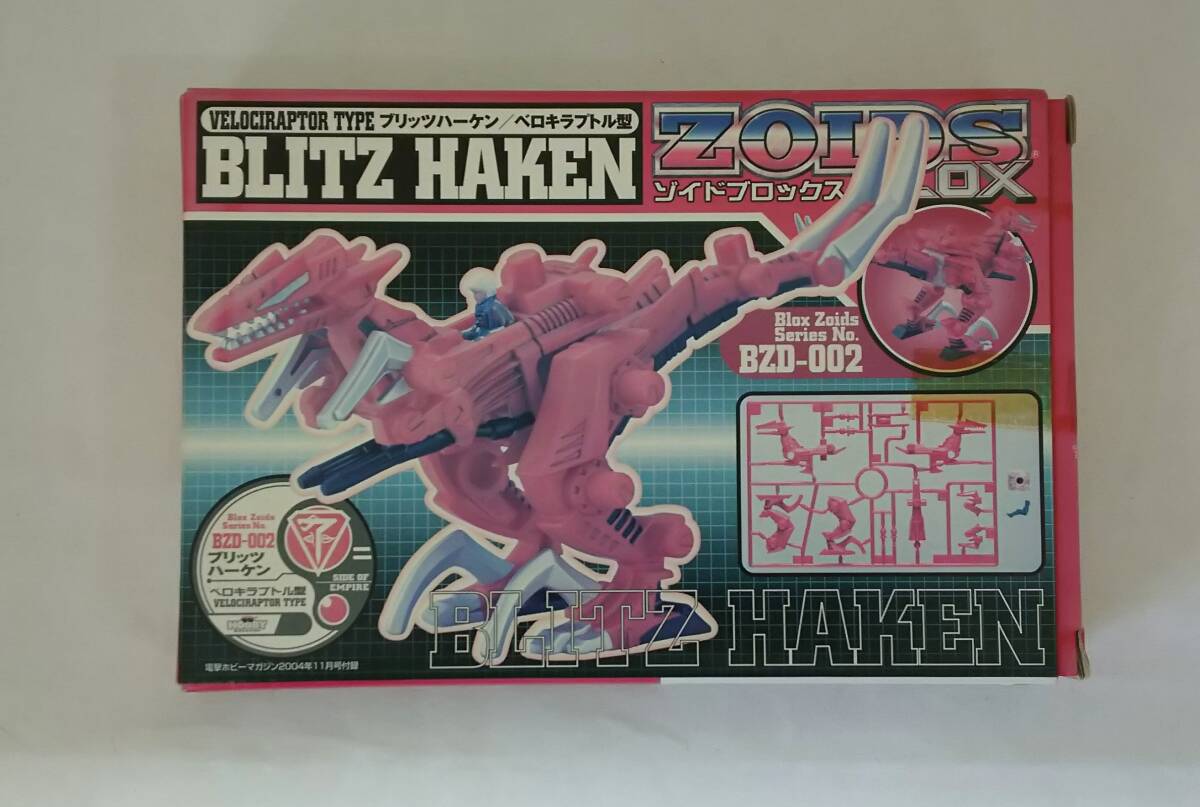 VELOCIRAPTOR TYPE ブリッツハーケン/ベロキラプトル型
BLITZ HAKEN
ZOIDS
ゾイドブロックス
Blox Zoids
Series No.
BZD-002
Blox Zoids
Series No.
BZD-002
ブリッツ
ハーケン
ベロキラプトル型
VELOCIRAPTOR TYPE
SIDE OF
EMPIRE
HOBBY
電撃ホビーマガジン2004年11月号付録
BLITZ HAKEN